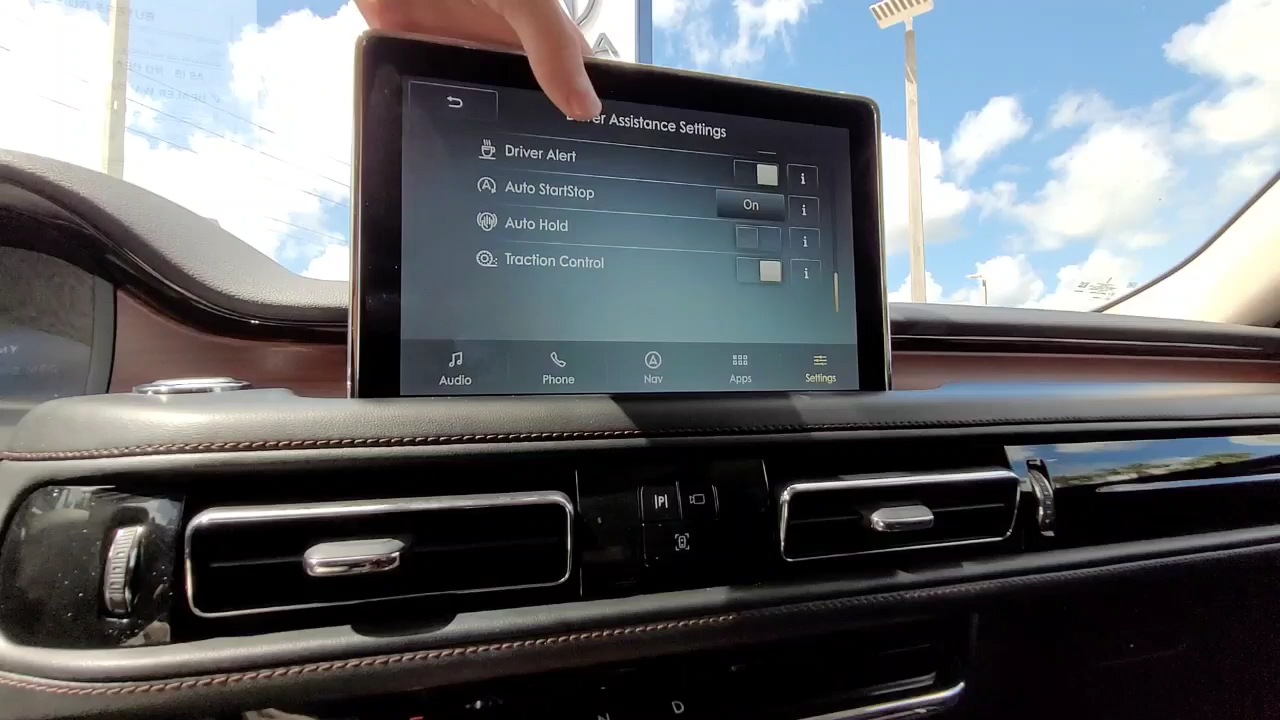 Driver Assistance Settings
Driver Alert
i
Auto StartStop
On
i
Auto Hold
i
Traction Control
i
Audio
Phone
Nav
Apps
Settings
P
N
D